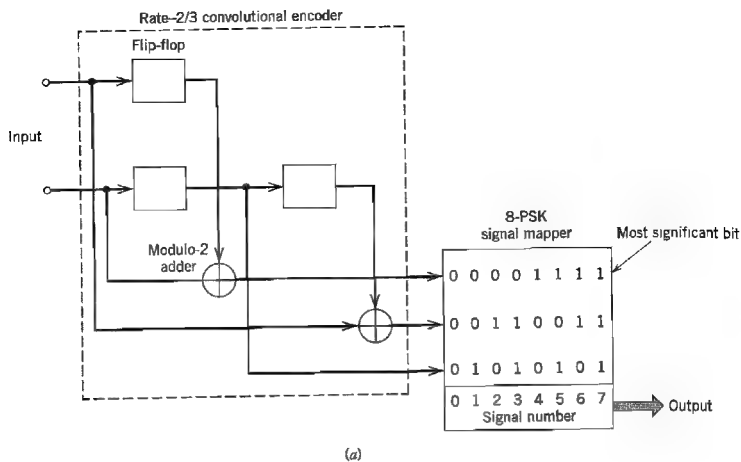 Rate–2/3 convolutional encoder
Flip-flop
Input
8-PSK
signal mapper
Most significant bit
Modulo-2
adder
0 0 0 0 1 1 1 1
0 0 1 1 0 0 1 1
0 1 0 1 0 1 0 1
0 1 2 3 4 5 6 7
Signal number
Output
(a)